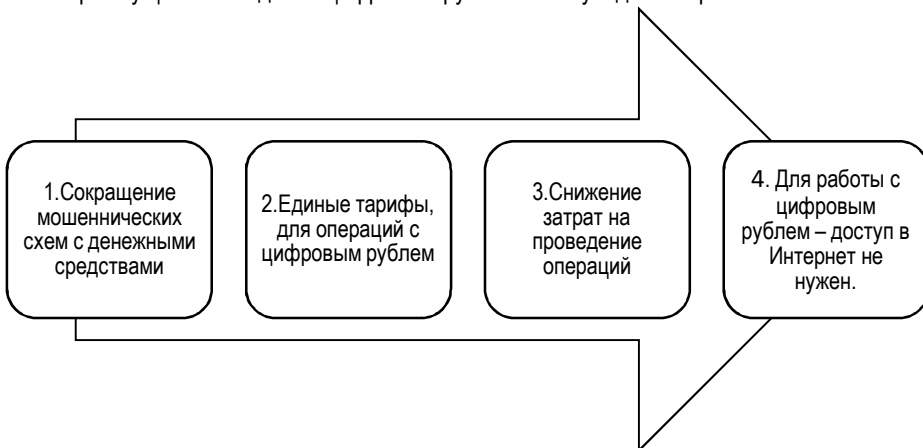 1.Сокращение
мошеннических
схем с денежными
средствами
2.Единые тарифы,
для операций с
цифровым рублем
3.Снижение
затрат на
проведение
операций
4. Для работы с
цифровым
рублем – доступ в
Интернет не
нужен.